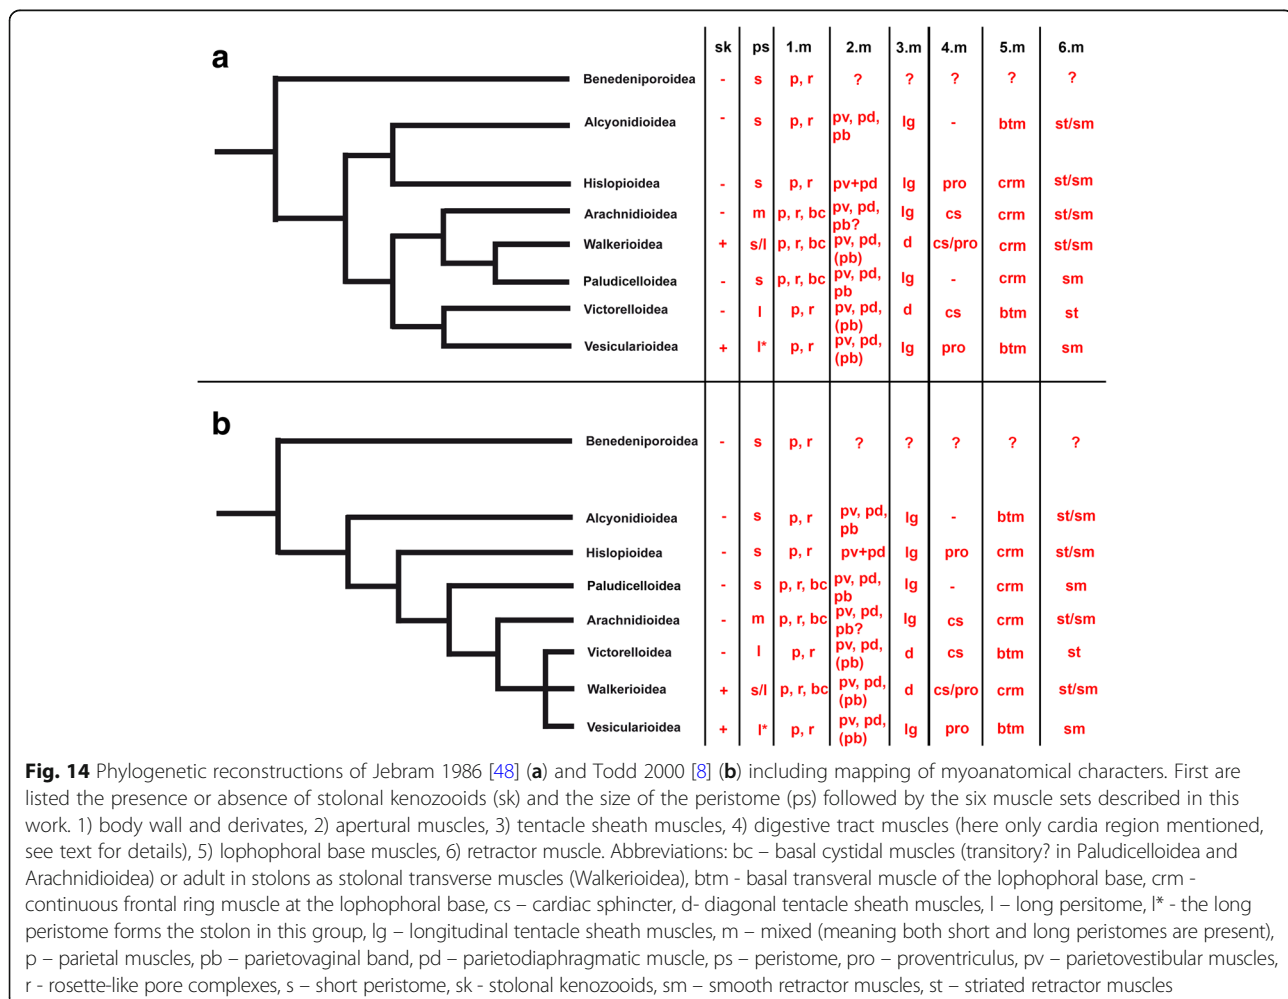 a
sk ps 1.m 2.m 3.m 4.m 5.m 6.m
Benedeniporoidea - s p, r ? ? ? ? ?
Alcyonidioidea - s p, r pv, pd, pb lg - btm st/sm
Hislopioidea - s p, r pv+pd lg pro crm st/sm
Arachnidioidea - m p, r, bc pv, pd, pb? lg cs crm st/sm
Walkerioidea + s/l p, r, bc pv, pd, (pb) d cs/pro crm st/sm
Paludicelloidea - s p, r, bc pv, pd, pb lg - crm sm
Victorelloidea - l p, r pv, pd, (pb) d cs btm st
Vesicularioidea + l* p, r pv, pd, (pb) lg pro btm sm
b
Benedeniporoidea - s p, r ? ? ? ? ?
Alcyonidioidea - s p, r pv, pd, pb lg - btm st/sm
Hislopioidea - s p, r pv+pd lg pro crm st/sm
Paludicelloidea - s p, r, bc pv, pd, pb lg - crm sm
Arachnidioidea - m p, r, bc pv, pd, pb? lg cs crm st/sm
Victorelloidea - l p, r pv, pd, (pb) d cs btm st
Walkerioidea + s/l p, r, bc pv, pd, (pb) d cs/pro crm st/sm
Vesicularioidea + l* p, r pv, pd, (pb) lg pro btm sm
Fig. 14 Phylogenetic reconstructions of Jebram 1986 [48] (a) and Todd 2000 [8] (b) including mapping of myoanatomical characters. First are
listed the presence or absence of stolonal kenozooids (sk) and the size of the peristome (ps) followed by the six muscle sets described in this
work. 1) body wall and derivates, 2) apertural muscles, 3) tentacle sheath muscles, 4) digestive tract muscles (here only cardia region mentioned,
see text for details), 5) lophophoral base muscles, 6) retractor muscle. Abbreviations: bc – basal cystidal muscles (transitory? in Paludicelloidea and
Arachnidioidea) or adult in stolons as stolonal transverse muscles (Walkerioidea), btm - basal transveral muscle of the lophophoral base, crm -
continuous frontal ring muscle at the lophophoral base, cs – cardiac sphincter, d- diagonal tentacle sheath muscles, l – long persitome, l* - the long
peristome forms the stolon in this group, lg – longitudinal tentacle sheath muscles, m – mixed (meaning both short and long peristomes are present),
p – parietal muscles, pb – parietovaginal band, pd – parietodiaphragmatic muscle, ps – peristome, pro – proventriculus, pv – parietovestibular muscles,
r - rosette-like pore complexes, s – short peristome, sk - stolonal kenozooids, sm – smooth retractor muscles, st – striated retractor muscles